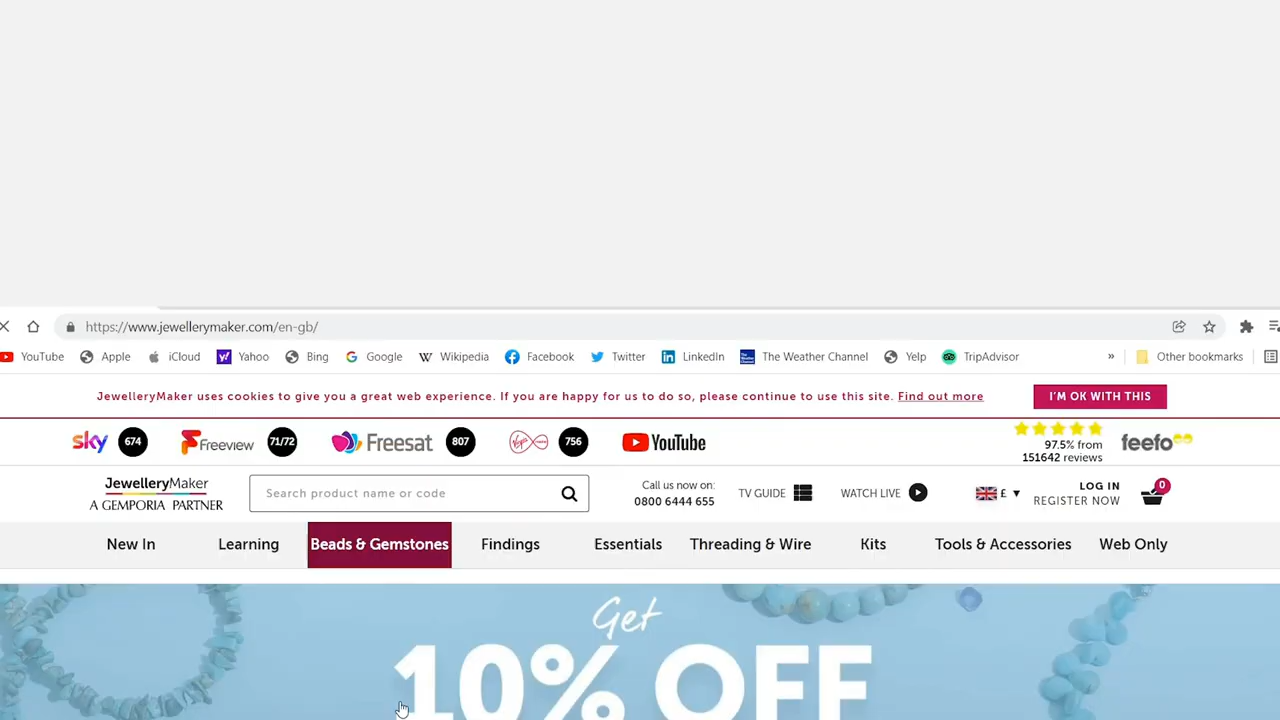 https://www.jewellerymaker.com/en-gb/
YouTube Apple iCloud Yahoo Bing Google Wikipedia Facebook Twitter LinkedIn The Weather Channel Yelp TripAdvisor » Other bookmarks
JewelleryMaker uses cookies to give you a great web experience. If you are happy for us to do so, please continue to use this site. Find out more I'M OK WITH THIS
sky 674 Freeview 71/72 Freesat 807 Virgin media 756 YouTube
97.5% from
151642 reviews
feefo
JewelleryMaker
A GEMPORIA PARTNER
Search product name or code
Call us now on:
0800 6444 655
TV GUIDE WATCH LIVE £ ▼
LOG IN
REGISTER NOW
0
New In Learning Beads & Gemstones Findings Essentials Threading & Wire Kits Tools & Accessories Web Only
Get
10% OFF